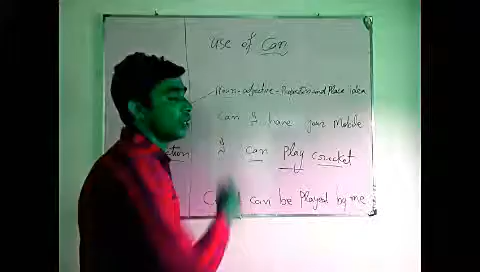 use of Can
Noun - adjective - Preposition and Place Idea
Can I have your Mobile
I can play cricket
can be played by me